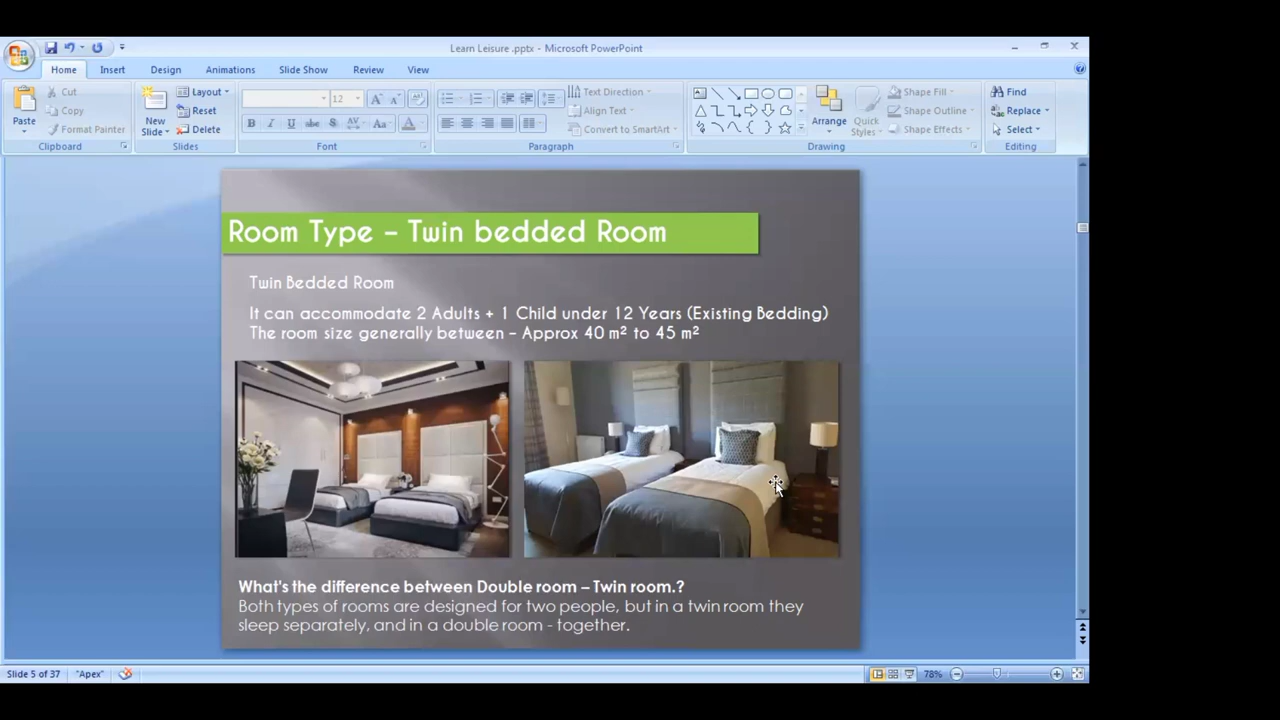 Learn Leisure .pptx - Microsoft PowerPoint
Home Insert Design Animations Slide Show Review View
Paste
Cut
Copy
Format Painter
Clipboard
New Slide
Layout
Reset
Delete
Slides
12
B I U abc S AV Aa A
Font
Text Direction
Align Text
Convert to SmartArt
Paragraph
Arrange
Quick Styles
Shape Fill
Shape Outline
Shape Effects
Drawing
Find
Replace
Select
Editing
Room Type – Twin bedded Room
Twin Bedded Room
It can accommodate 2 Adults + 1 Child under 12 Years (Existing Bedding)
The room size generally between – Approx 40 m² to 45 m²
What's the difference between Double room – Twin room.?
Both types of rooms are designed for two people, but in a twin room they
sleep separately, and in a double room - together.
Slide 5 of 37 "Apex" 78%